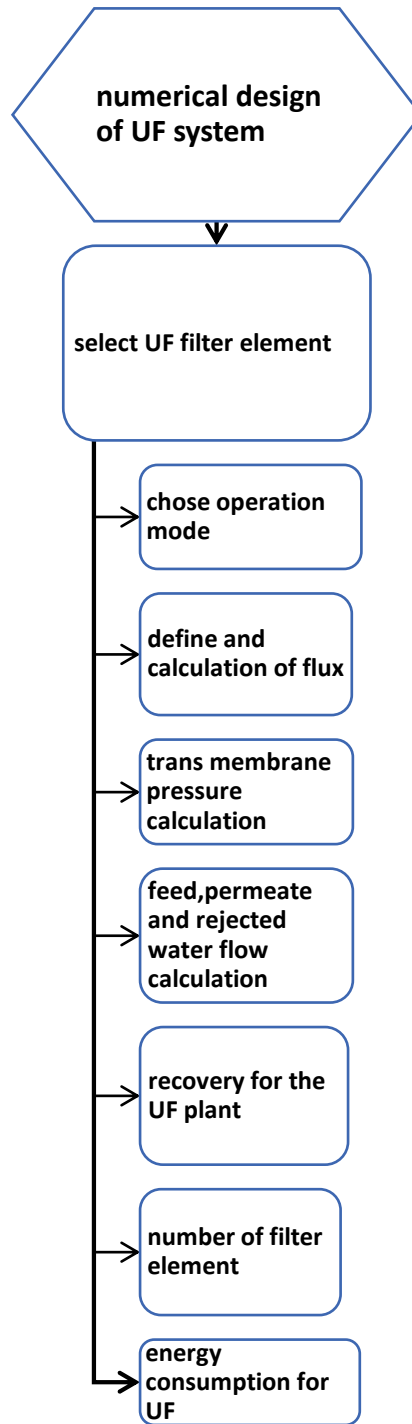 numerical design
of UF system
select UF filter element
chose operation
mode
define and
calculation of flux
trans membrane
pressure
calculation
feed,permeate
and rejected
water flow
calculation
recovery for the
UF plant
number of filter
element
energy
consumption for
UF